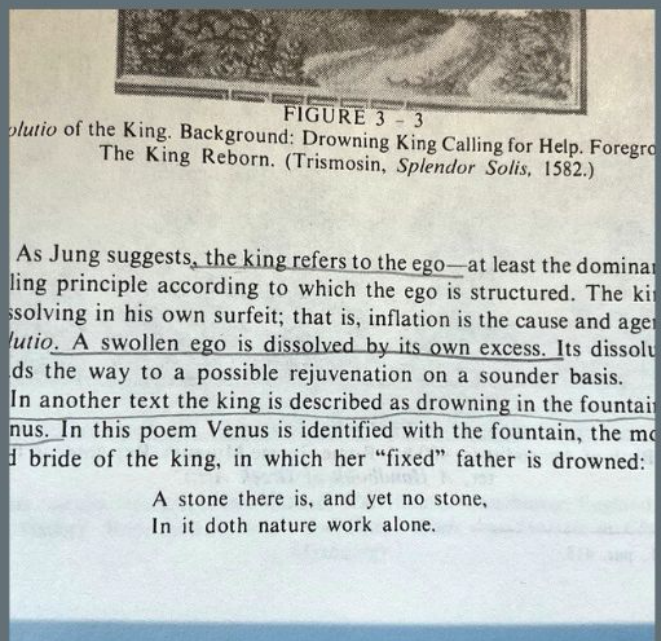 FIGURE 3 - 3
olutio of the King. Background: Drowning King Calling for Help. Foregro
The King Reborn. (Trismosin, Splendor Solis, 1582.)
As Jung suggests, the king refers to the ego—at least the domina
ling principle according to which the ego is structured. The ki
ssolving in his own surfeit; that is, inflation is the cause and age
lutio. A swollen ego is dissolved by its own excess. Its dissolu
ds the way to a possible rejuvenation on a sounder basis.
In another text the king is described as drowning in the fountai
nus. In this poem Venus is identified with the fountain, the mo
d bride of the king, in which her “fixed” father is drowned:
A stone there is, and yet no stone,
In it doth nature work alone.